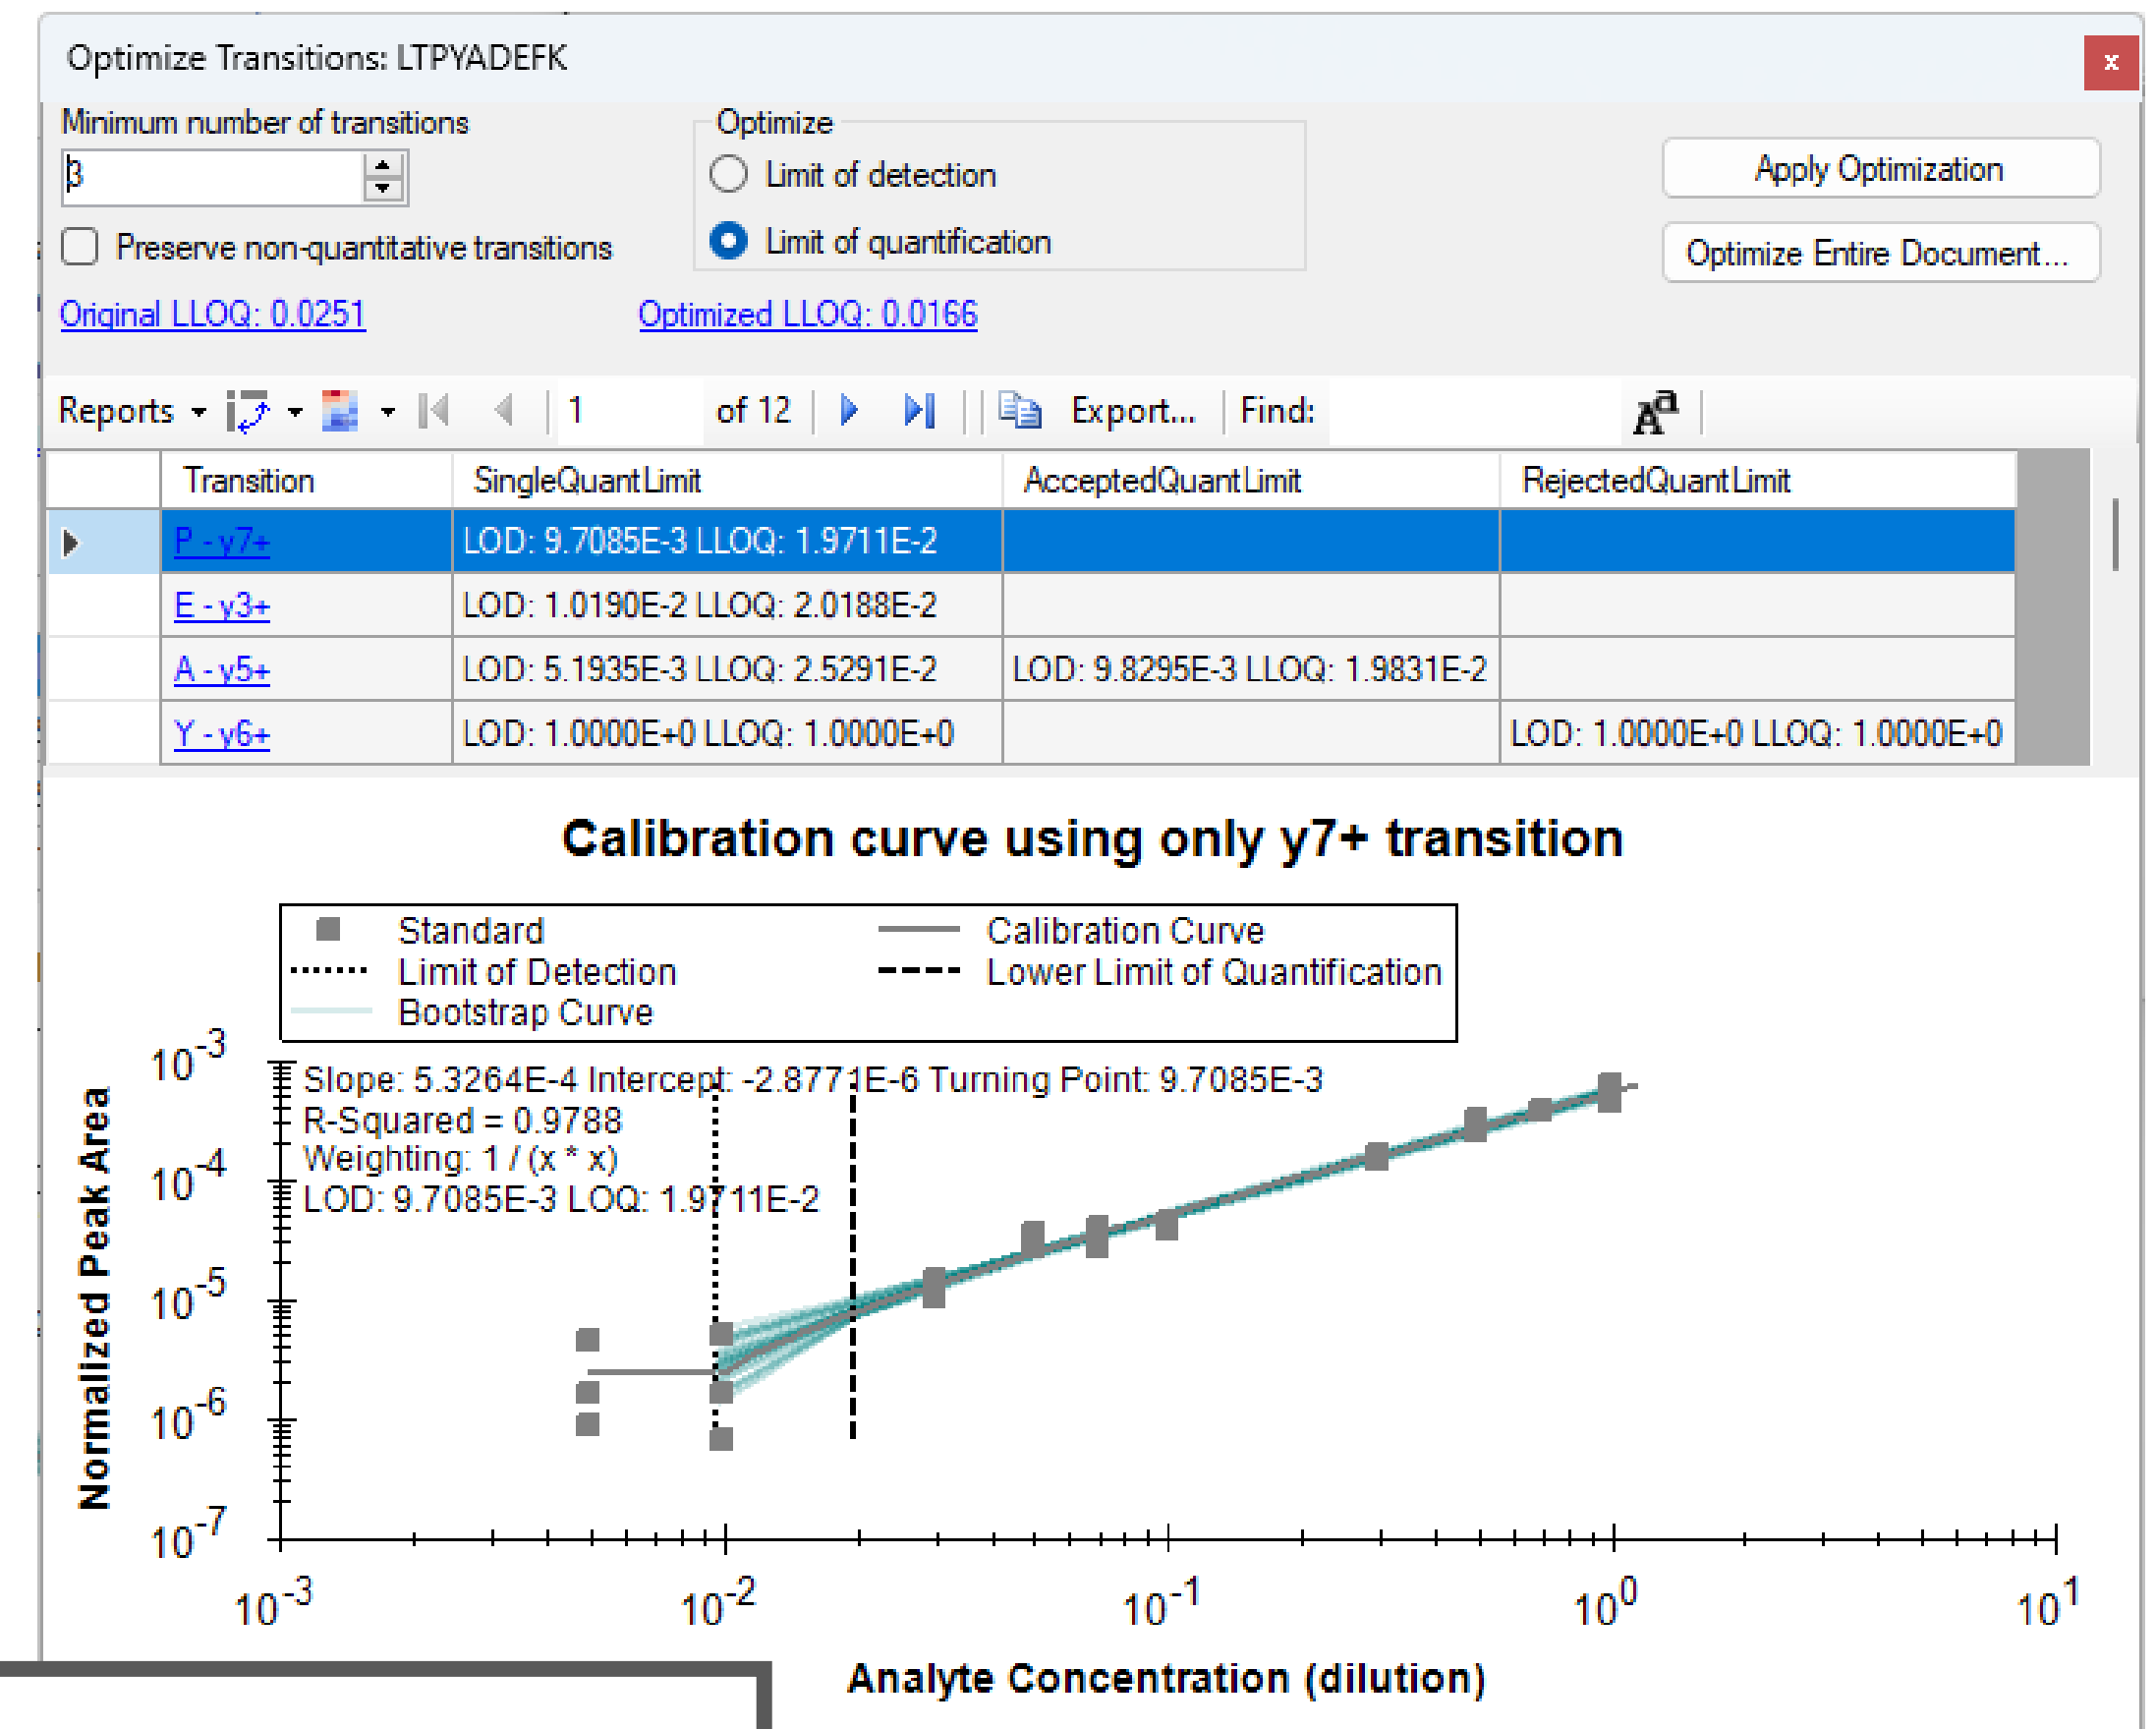 Optimize Transitions: LTPYADEFK
x
Minimum number of transitions
3
Preserve non-quantitative transitions
Optimize
Limit of detection
Limit of quantification
Apply Optimization
Optimize Entire Document...
Original LLOQ: 0.0251
Optimized LLOQ: 0.0166
Reports 1 of 12 Export... Find: Aa
Transition SingleQuantLimit AcceptedQuantLimit RejectedQuantLimit
P - y7+ LOD: 9.7085E-3 LLOQ: 1.9711E-2
E - y3+ LOD: 1.0190E-2 LLOQ: 2.0188E-2
A - y5+ LOD: 5.1935E-3 LLOQ: 2.5291E-2 LOD: 9.8295E-3 LLOQ: 1.9831E-2
Y - y6+ LOD: 1.0000E+0 LLOQ: 1.0000E+0 LOD: 1.0000E+0 LLOQ: 1.0000E+0
Calibration curve using only y7+ transition
Standard Calibration Curve
Limit of Detection Lower Limit of Quantification
Bootstrap Curve
Slope: 5.3264E-4 Intercept: -2.8771E-6 Turning Point: 9.7085E-3
R-Squared = 0.9788
Weighting: 1 / (x * x)
LOD: 9.7085E-3 LOQ: 1.9711E-2
Normalized Peak Area
10^-3
10^-4
10^-5
10^-6
10^-7
10^-3 10^-2 10^-1 10^0 10^1
Analyte Concentration (dilution)